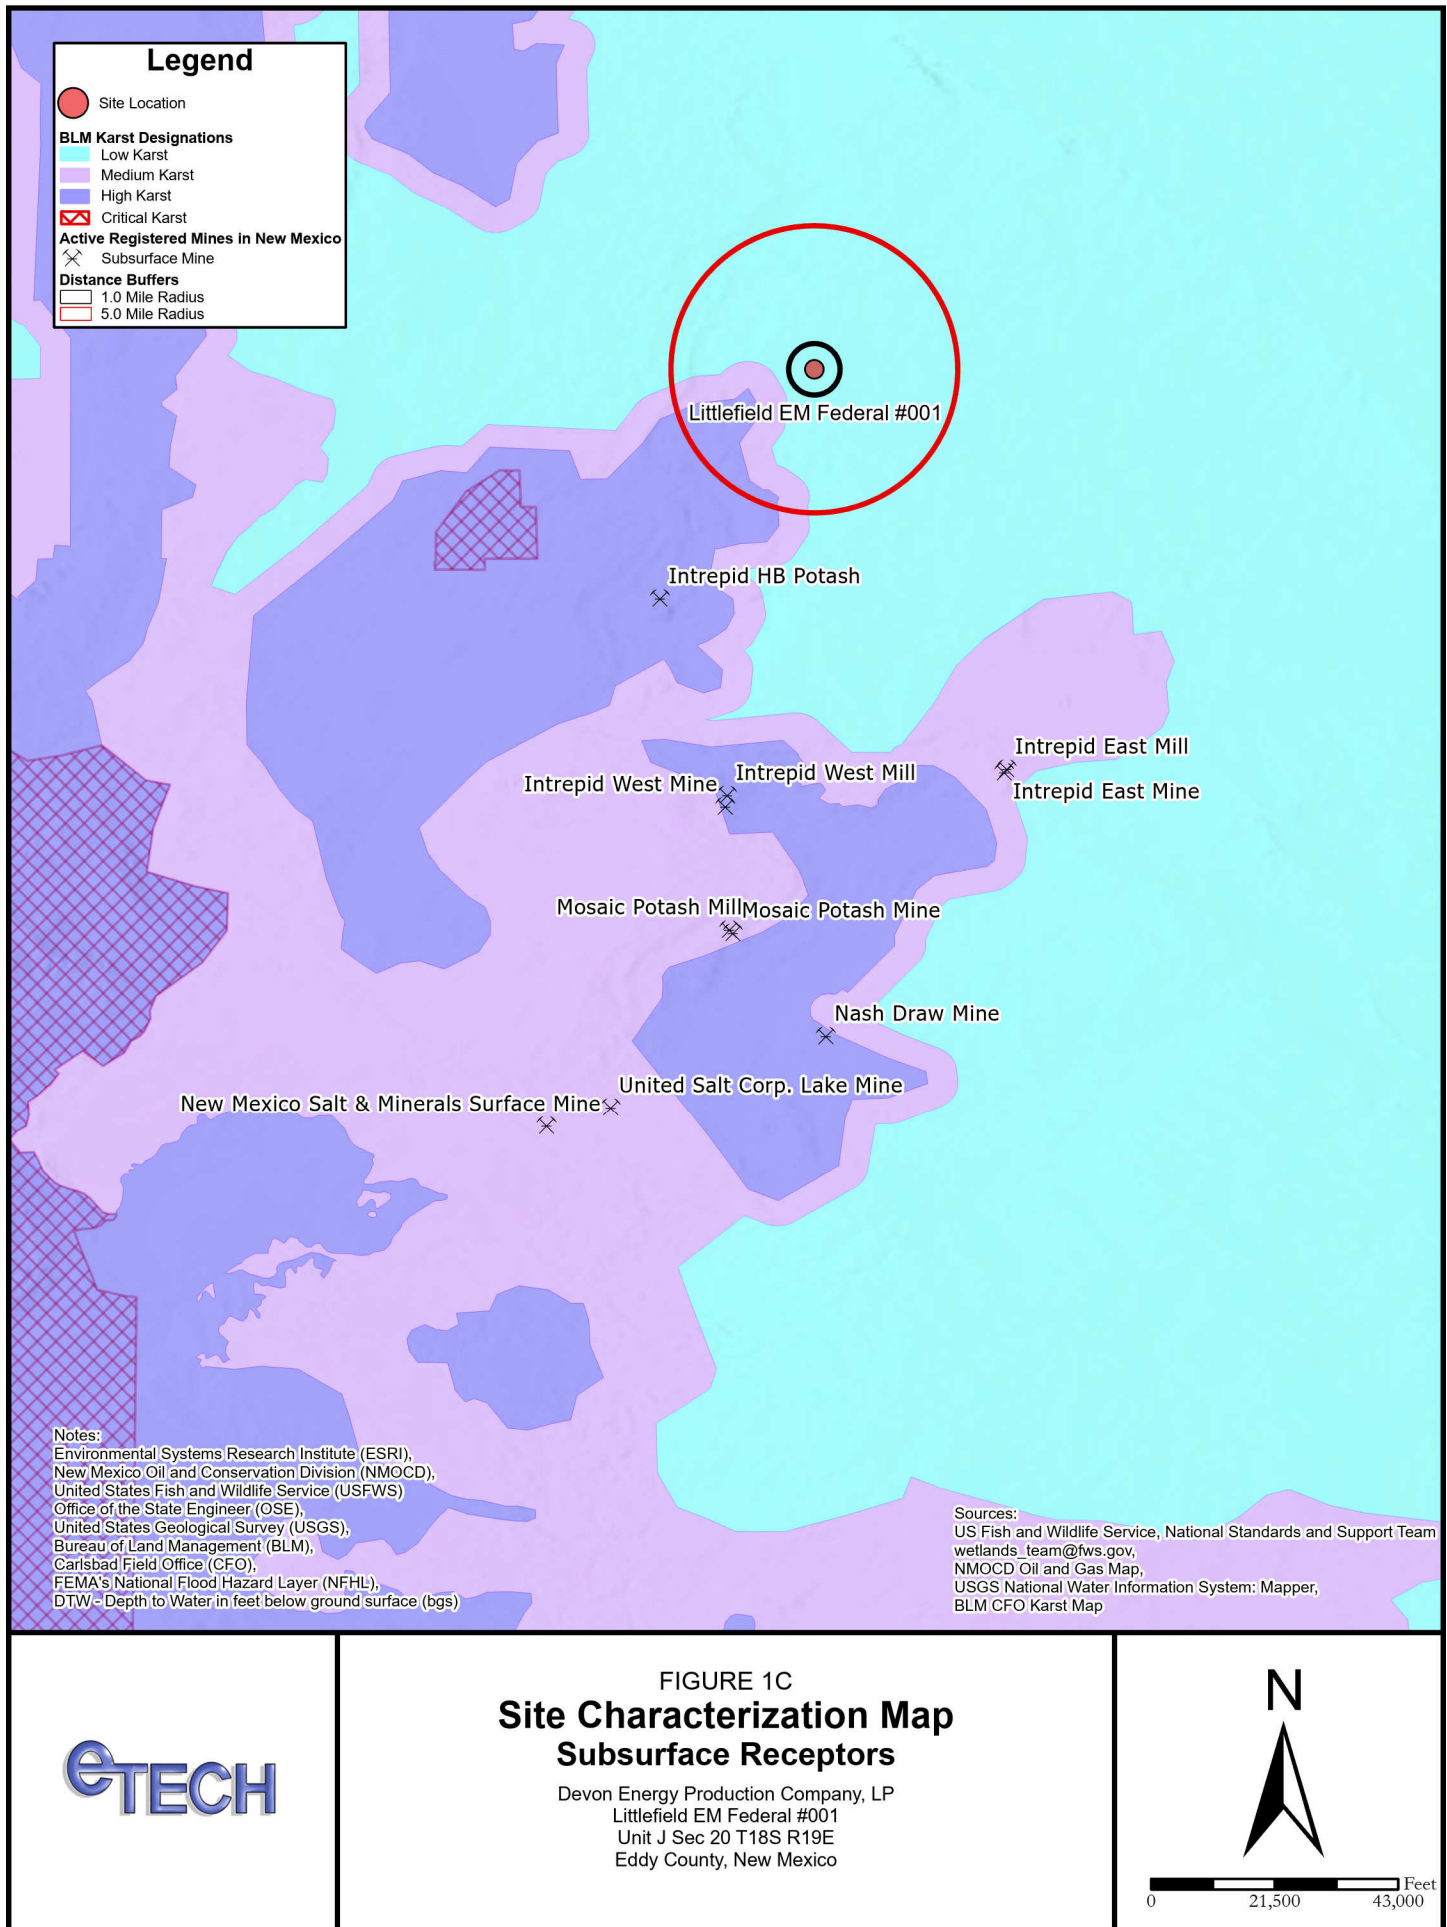 Legend
Site Location
BLM Karst Designations
Low Karst
Medium Karst
High Karst
Critical Karst
Active Registered Mines in New Mexico
Subsurface Mine
Distance Buffers
1.0 Mile Radius
5.0 Mile Radius
Littlefield EM Federal #001
Intrepid HB Potash
Intrepid East Mill
Intrepid West Mill
Intrepid West Mine
Intrepid East Mine
Mosaic Potash Mill
Mosaic Potash Mine
Nash Draw Mine
United Salt Corp. Lake Mine
New Mexico Salt & Minerals Surface Mine
Notes:
Environmental Systems Research Institute (ESRI),
New Mexico Oil and Conservation Division (NMOCD),
United States Fish and Wildlife Service (USFWS)
Office of the State Engineer (OSE),
United States Geological Survey (USGS),
Bureau of Land Management (BLM),
Carlsbad Field Office (CFO),
FEMA's National Flood Hazard Layer (NFHL),
DTW - Depth to Water in feet below ground surface (bgs)
Sources:
US Fish and Wildlife Service, National Standards and Support Team
wetlands_team@fws.gov,
NMOCD Oil and Gas Map,
USGS National Water Information System: Mapper,
BLM CFO Karst Map
eTECH
FIGURE 1C
Site Characterization Map
Subsurface Receptors
Devon Energy Production Company, LP
Littlefield EM Federal #001
Unit J Sec 20 T18S R19E
Eddy County, New Mexico
N
Feet
0 21,500 43,000